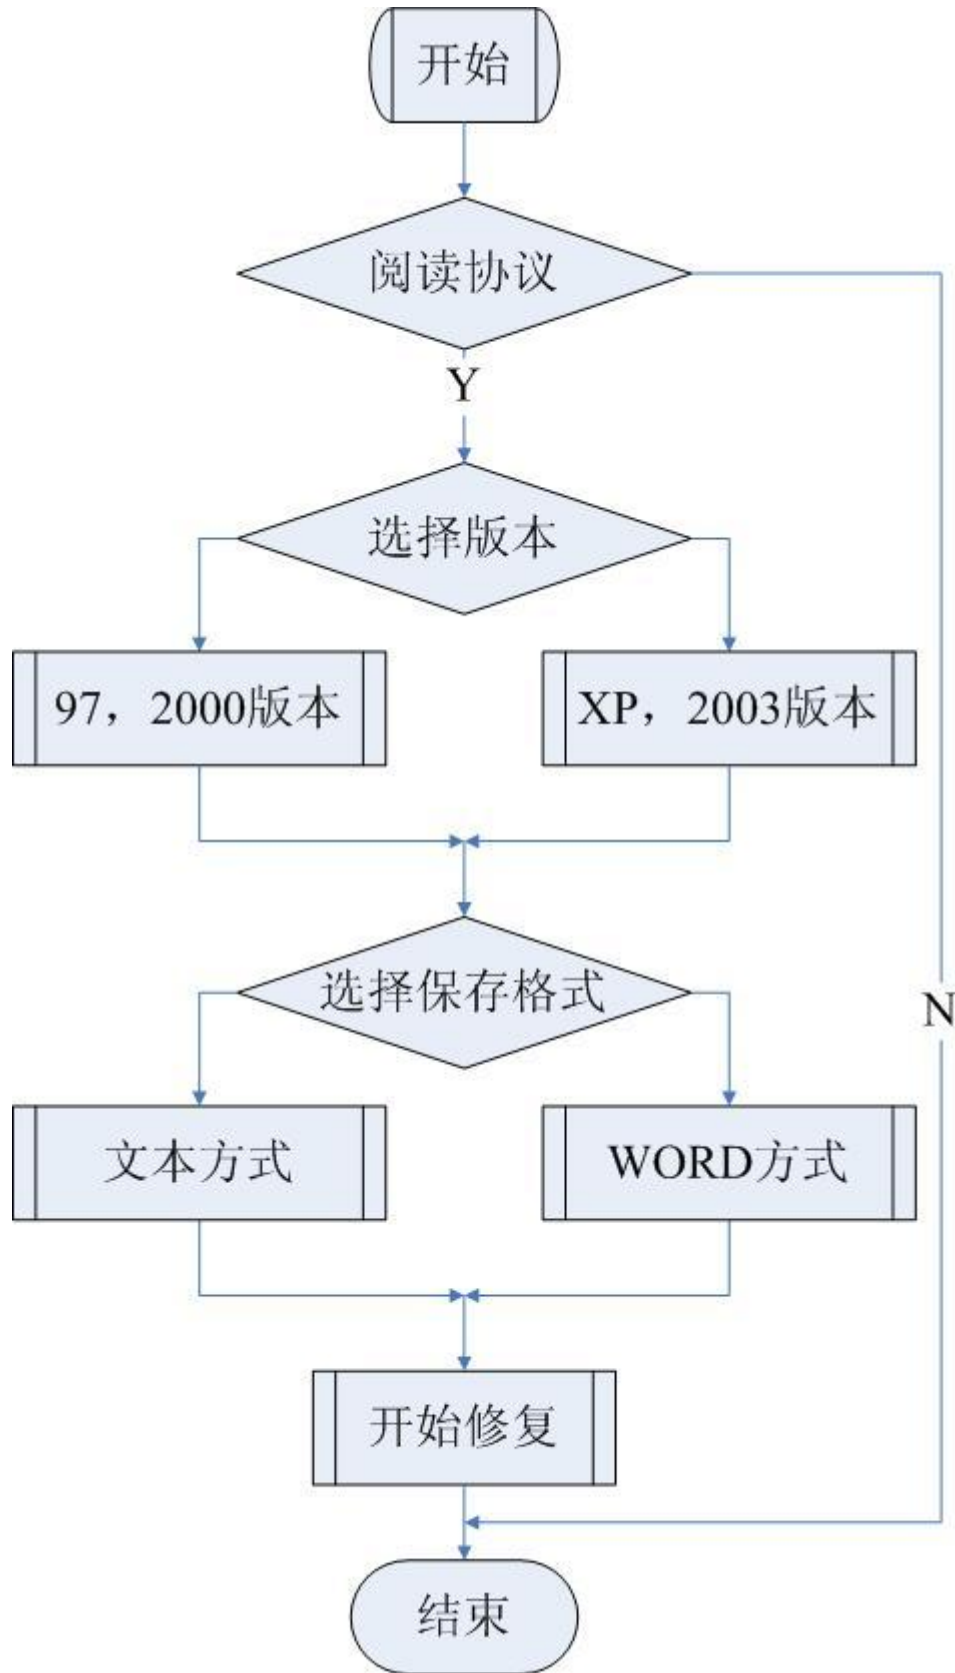 开始
阅读协议
Y
选择版本
97，2000版本
XP，2003版本
选择保存格式
N
文本方式
WORD方式
开始修复
结束